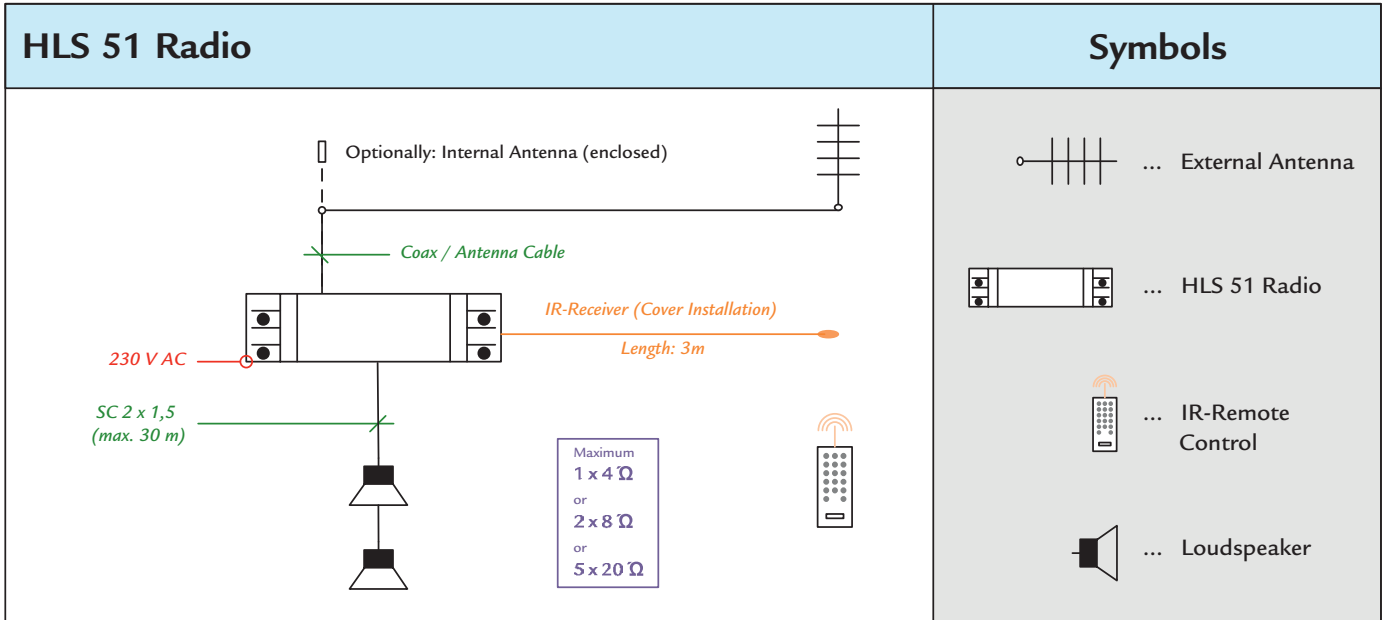 HLS 51 Radio
Symbols
Optionally: Internal Antenna (enclosed)
Coax / Antenna Cable
IR-Receiver (Cover Installation)
Length: 3m
230 V AC
SC 2 x 1,5
(max. 30 m)
Maximum
1 x 4 Ω
or
2 x 8 Ω
or
5 x 20 Ω
... External Antenna
... HLS 51 Radio
... IR-Remote
Control
... Loudspeaker